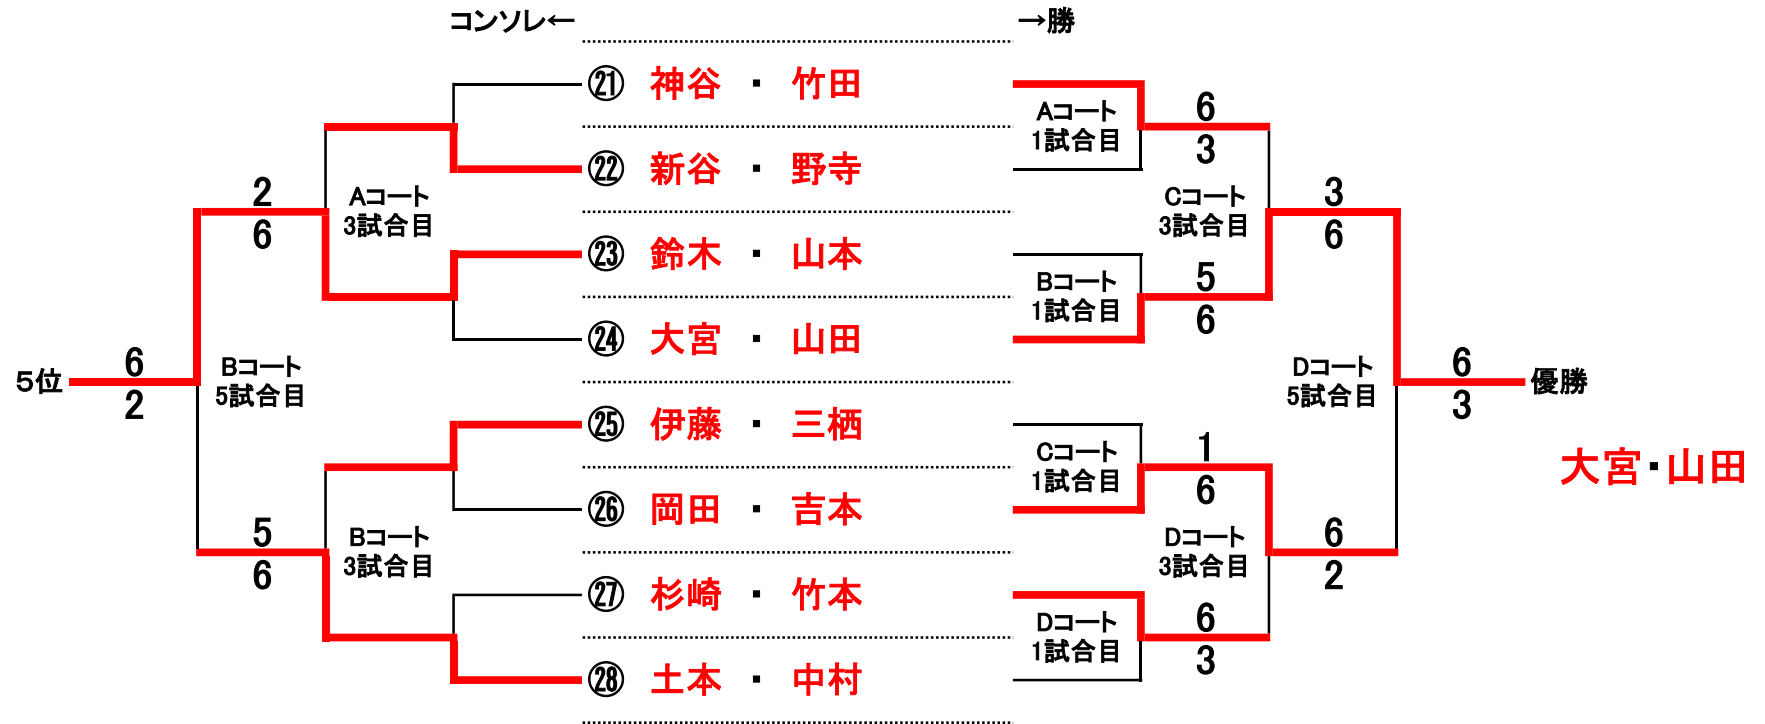 コンソレ←
→勝
㉑ 神谷 ・ 竹田
㉒ 新谷 ・ 野寺
㉓ 鈴木 ・ 山本
㉔ 大宮 ・ 山田
㉕ 伊藤 ・ 三栖
㉖ 岡田 ・ 吉本
㉗ 杉崎 ・ 竹本
㉘ 土本 ・ 中村
Aコート
3試合目
Bコート
3試合目
2
6
5
6
Bコート
5試合目
6
2
5位
Aコート
1試合目
Bコート
1試合目
Cコート
1試合目
Dコート
1試合目
6
3
5
6
1
6
6
3
Cコート
3試合目
Dコート
3試合目
3
6
6
2
Dコート
5試合目
6
3
優勝
大宮・山田